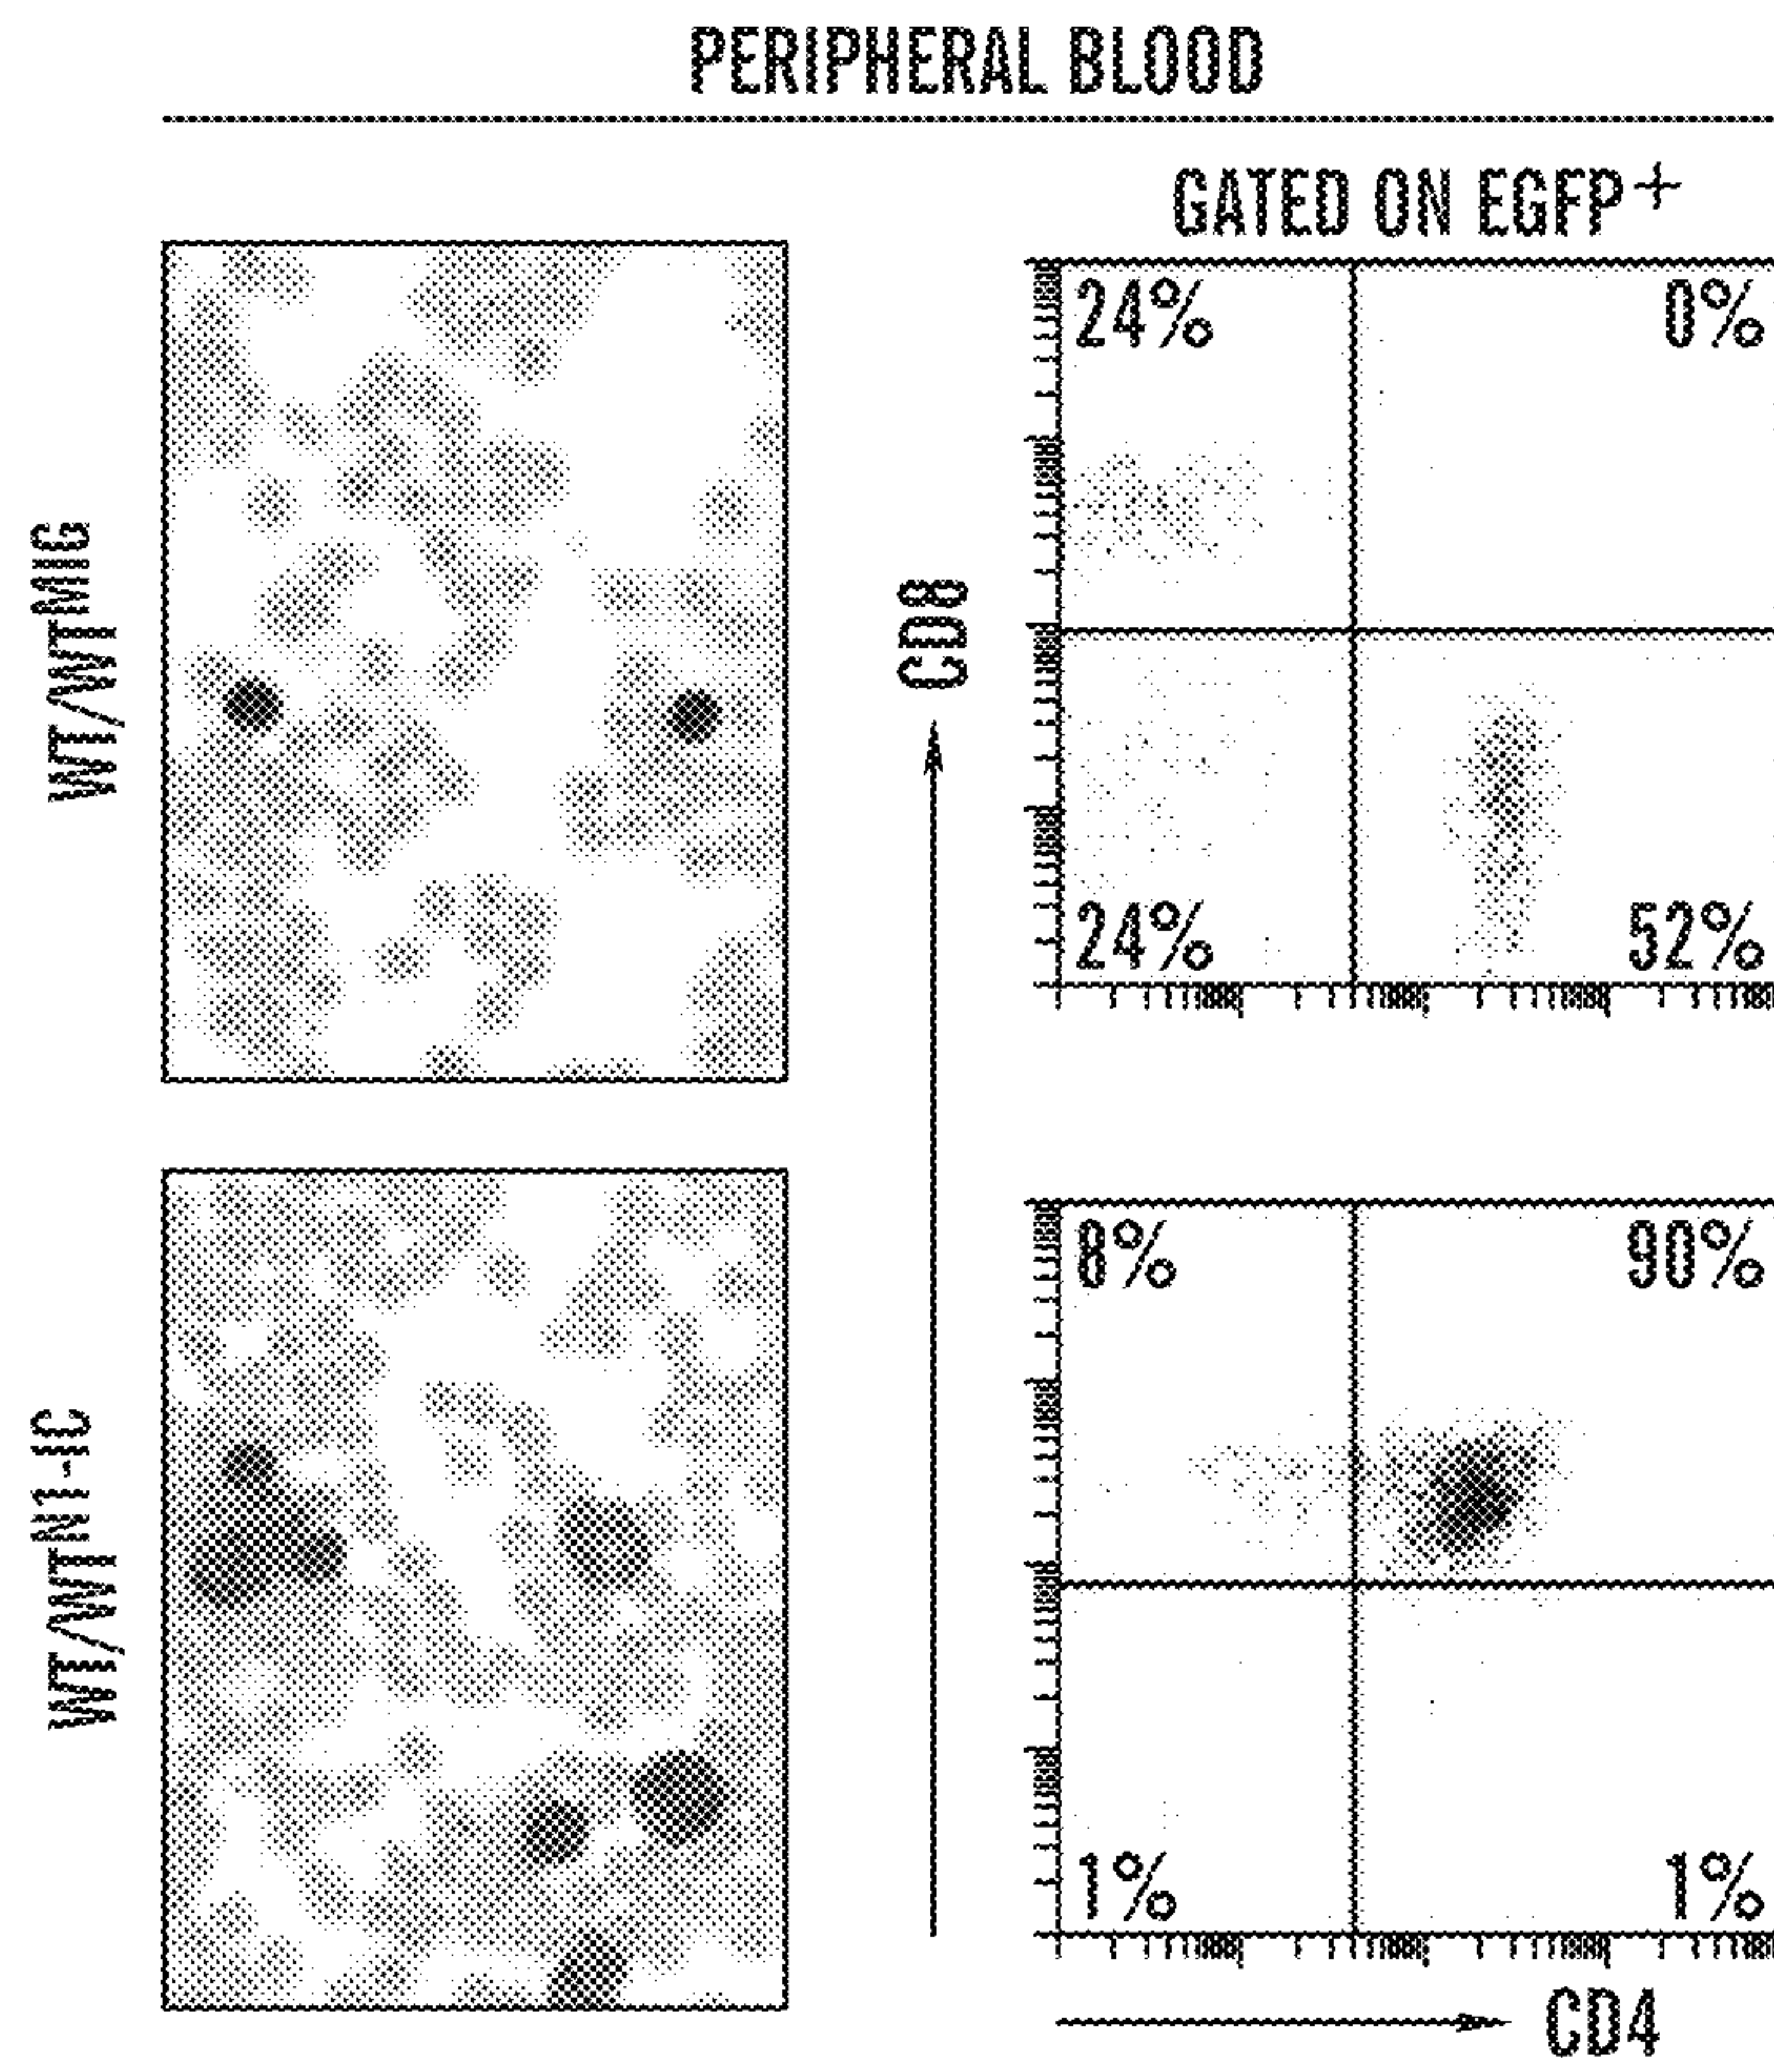 PERIPHERAL BLOOD
GATED ON EGFP+
WT/WT MIG
CD8
24% 0%
24% 52%
WT/WT N1-IC
8% 90%
1% 1%
CD4